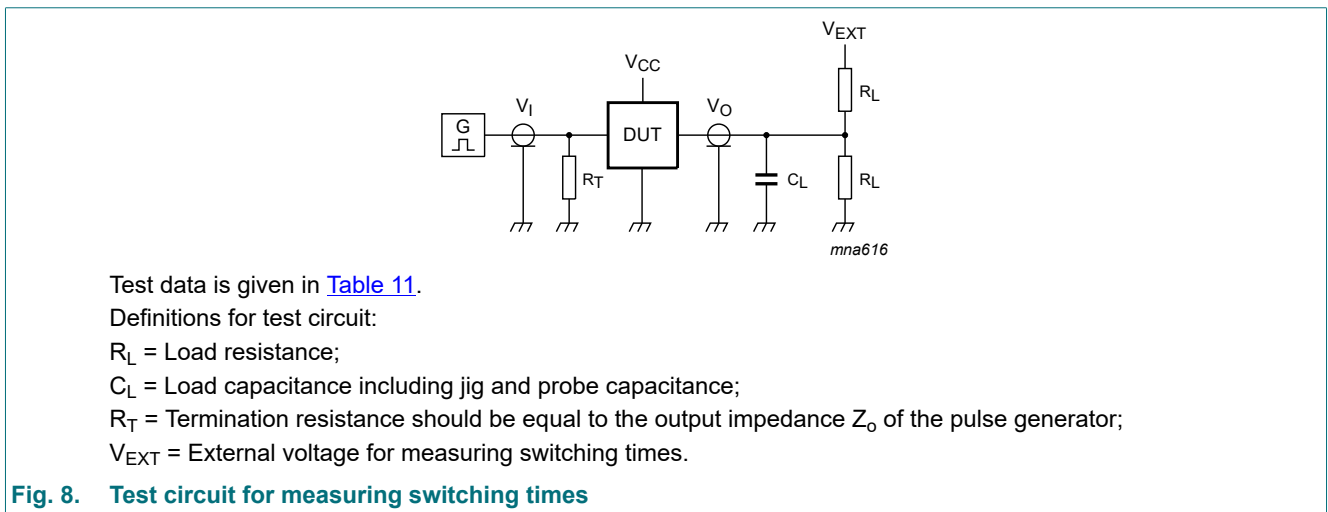 VEXT
VCC
RL
VI
VO
G
DUT
RT
CL
RL
mna616
Test data is given in Table 11.
Definitions for test circuit:
RL = Load resistance;
CL = Load capacitance including jig and probe capacitance;
RT = Termination resistance should be equal to the output impedance Zo of the pulse generator;
VEXT = External voltage for measuring switching times.
Fig. 8. Test circuit for measuring switching times